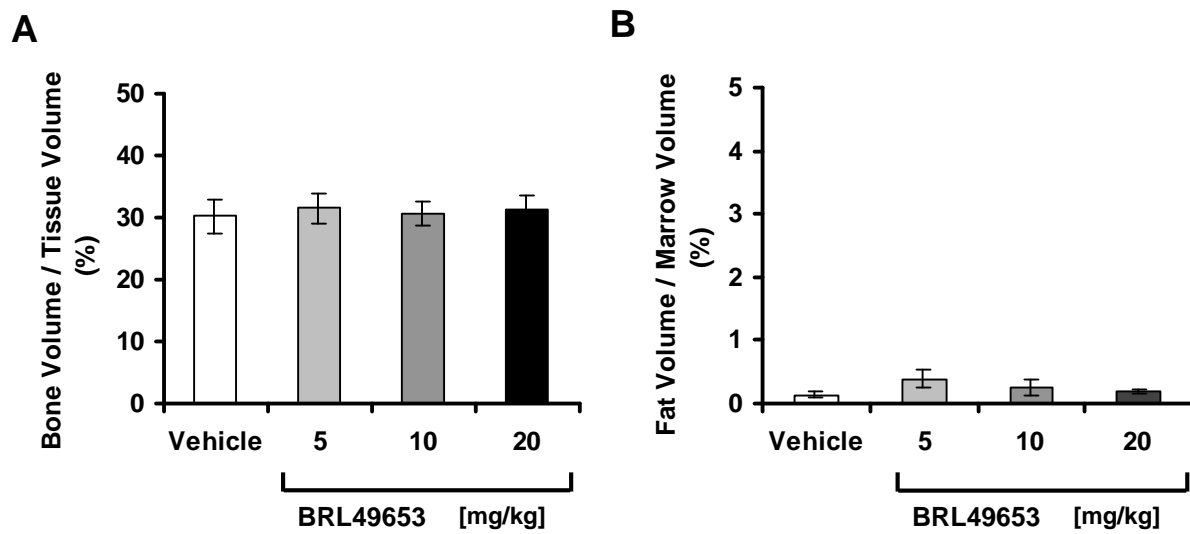 A
Bone Volume / Tissue Volume
(%)
50
40
30
20
10
0
Vehicle 5 10 20
BRL49653 [mg/kg]
B
Fat Volume / Marrow Volume
(%)
5
4
3
2
1
0
Vehicle 5 10 20
BRL49653 [mg/kg]